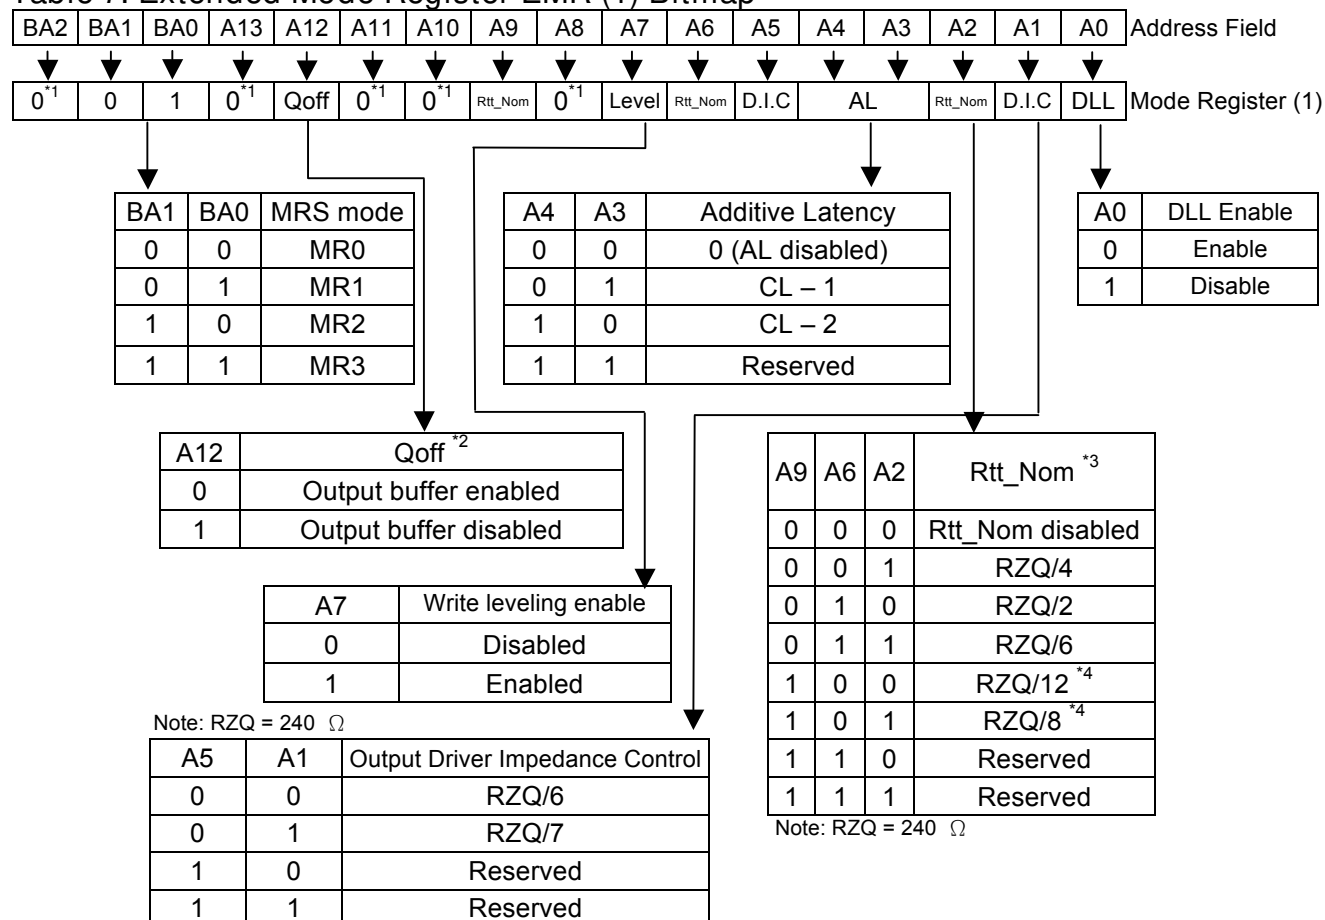 Table 7. Extended Mode Register EMR (1) Bitmap
BA2 BA1 BA0 A13 A12 A11 A10 A9 A8 A7 A6 A5 A4 A3 A2 A1 A0 Address Field
0*1 0 1 0*1 Qoff 0*1 0*1 Rtt_Nom 0*1 Level Rtt_Nom D.I.C AL Rtt_Nom D.I.C DLL Mode Register (1)
BA1 BA0 MRS mode
0 0 MR0
0 1 MR1
1 0 MR2
1 1 MR3
A4 A3 Additive Latency
0 0 0 (AL disabled)
0 1 CL – 1
1 0 CL – 2
1 1 Reserved
A0 DLL Enable
0 Enable
1 Disable
A12 Qoff *2
0 Output buffer enabled
1 Output buffer disabled
A7 Write leveling enable
0 Disabled
1 Enabled
A9 A6 A2 Rtt_Nom *3
0 0 0 Rtt_Nom disabled
0 0 1 RZQ/4
0 1 0 RZQ/2
0 1 1 RZQ/6
1 0 0 RZQ/12 *4
1 0 1 RZQ/8 *4
1 1 0 Reserved
1 1 1 Reserved
Note: RZQ = 240 Ω
Note: RZQ = 240 Ω
A5 A1 Output Driver Impedance Control
0 0 RZQ/6
0 1 RZQ/7
1 0 Reserved
1 1 Reserved